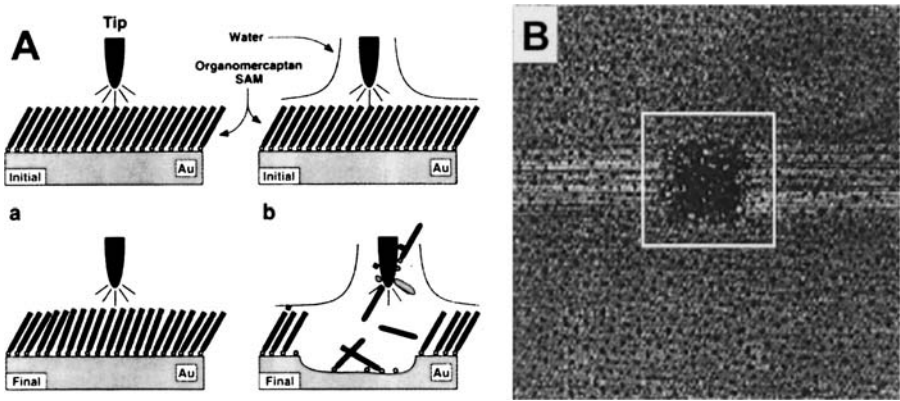 A
Tip
Water
Organomercaptan
SAM
Au
Initial
Au
Initial
a
b
Au
Final
Au
Final
B